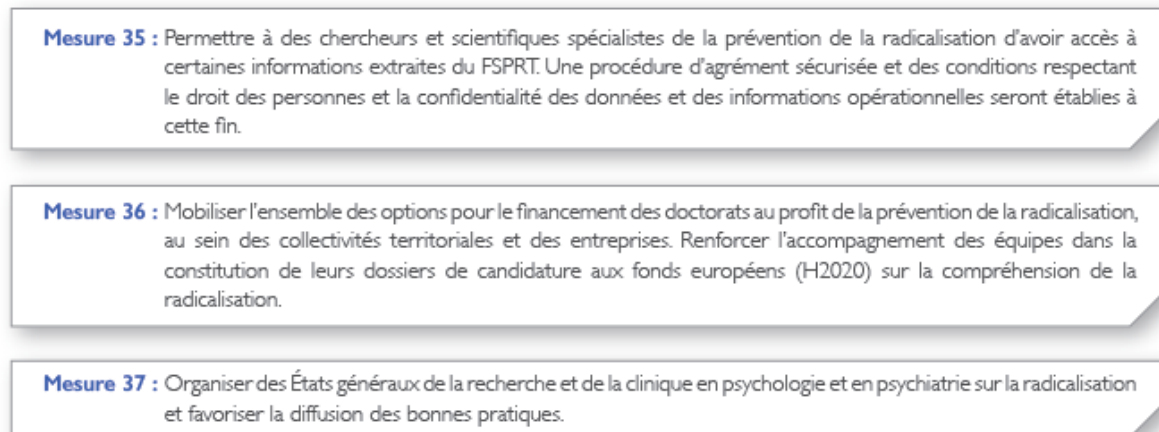 Mesure 35 : Permettre à des chercheurs et scientifiques spécialistes de la prévention de la radicalisation d'avoir accès à
certaines informations extraites du FSPRT. Une procédure d'agrément sécurisée et des conditions respectant
le droit des personnes et la confidentialité des données et des informations opérationnelles seront établies à
cette fin.
Mesure 36 : Mobiliser l'ensemble des options pour le financement des doctorats au profit de la prévention de la radicalisation,
au sein des collectivités territoriales et des entreprises. Renforcer l'accompagnement des équipes dans la
constitution de leurs dossiers de candidature aux fonds européens (H2020) sur la compréhension de la
radicalisation.
Mesure 37 : Organiser des États généraux de la recherche et de la clinique en psychologie et en psychiatrie sur la radicalisation
et favoriser la diffusion des bonnes pratiques.